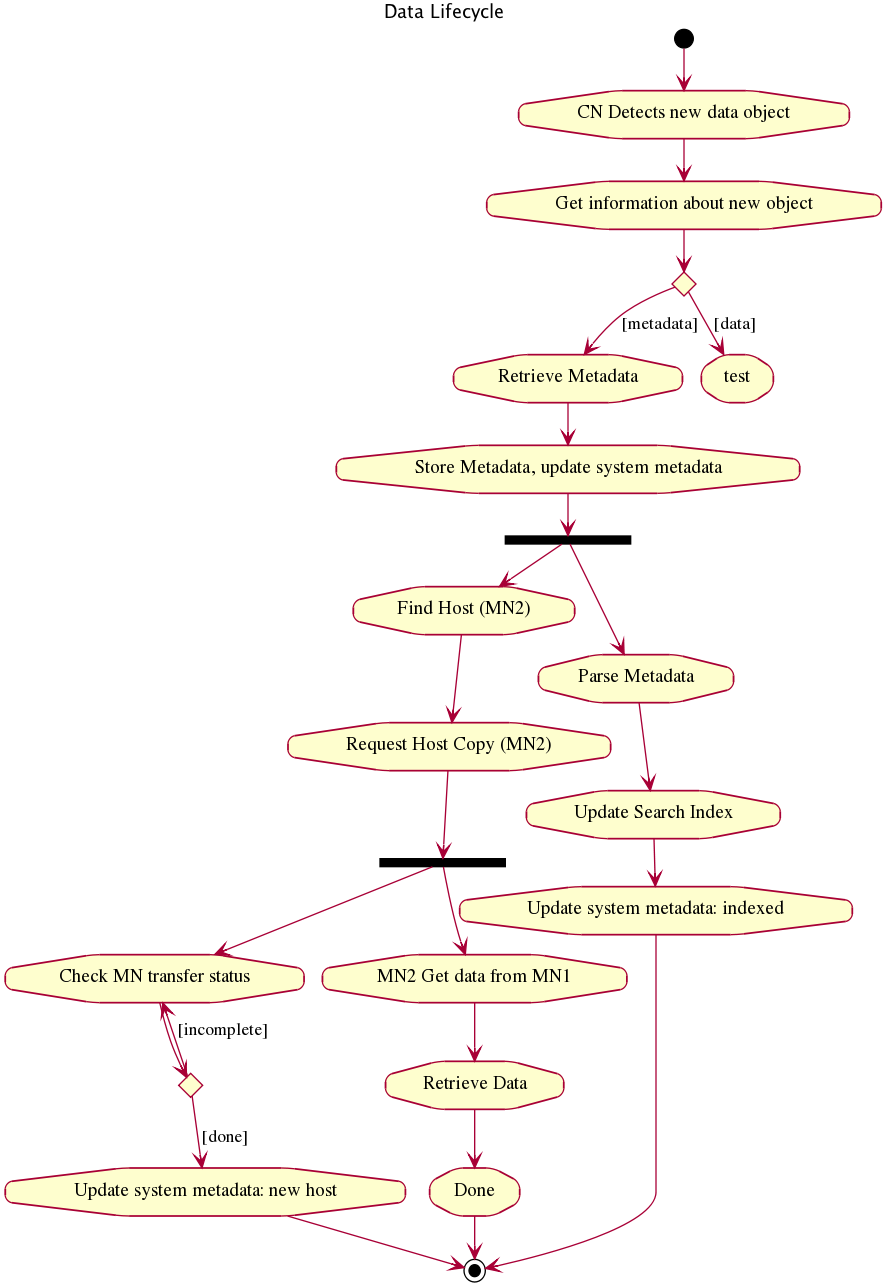 Data Lifecycle
CN Detects new data object
Get information about new object
[metadata]
[data]
Retrieve Metadata
test
Store Metadata, update system metadata
Find Host (MN2)
Parse Metadata
Request Host Copy (MN2)
Update Search Index
Update system metadata: indexed
Check MN transfer status
MN2 Get data from MN1
[incomplete]
Retrieve Data
[done]
Update system metadata: new host
Done